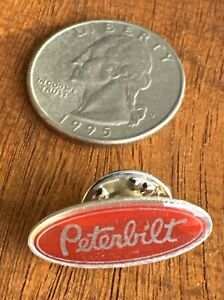 LIBERTY
IN GOD
WE TRUST
1995
Peterbilt